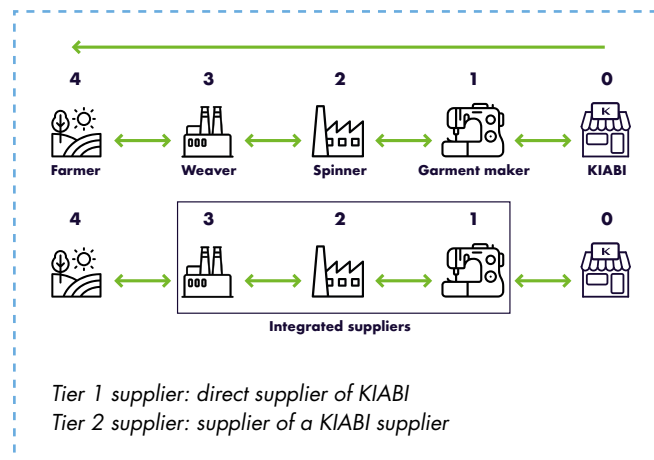 4 3 2 1 0
K
Farmer Weaver Spinner Garment maker KIABI
4 3 2 1 0
K
Integrated suppliers
Tier 1 supplier: direct supplier of KIABI
Tier 2 supplier: supplier of a KIABI supplier